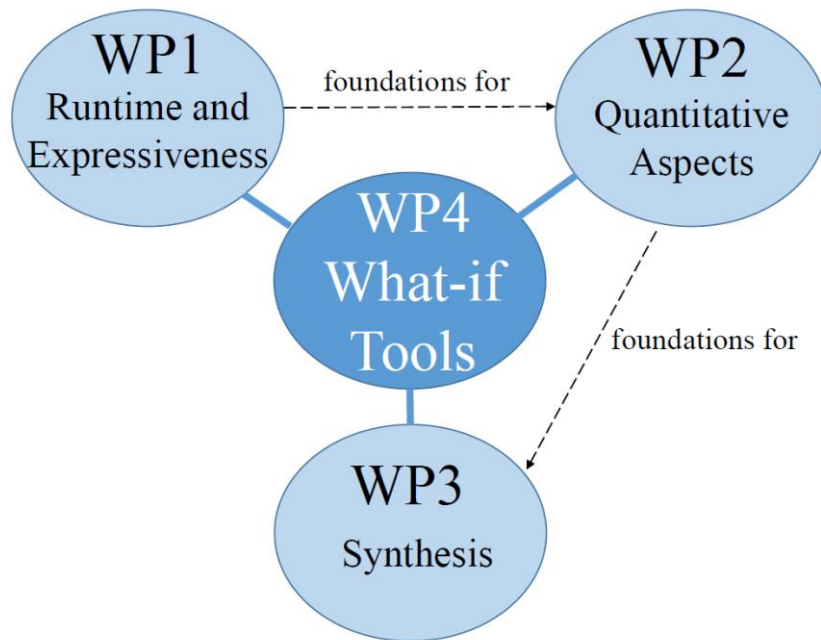 WP1
Runtime and
Expressiveness
foundations for
WP2
Quantitative
Aspects
WP4
What-if
Tools
foundations for
WP3
Synthesis